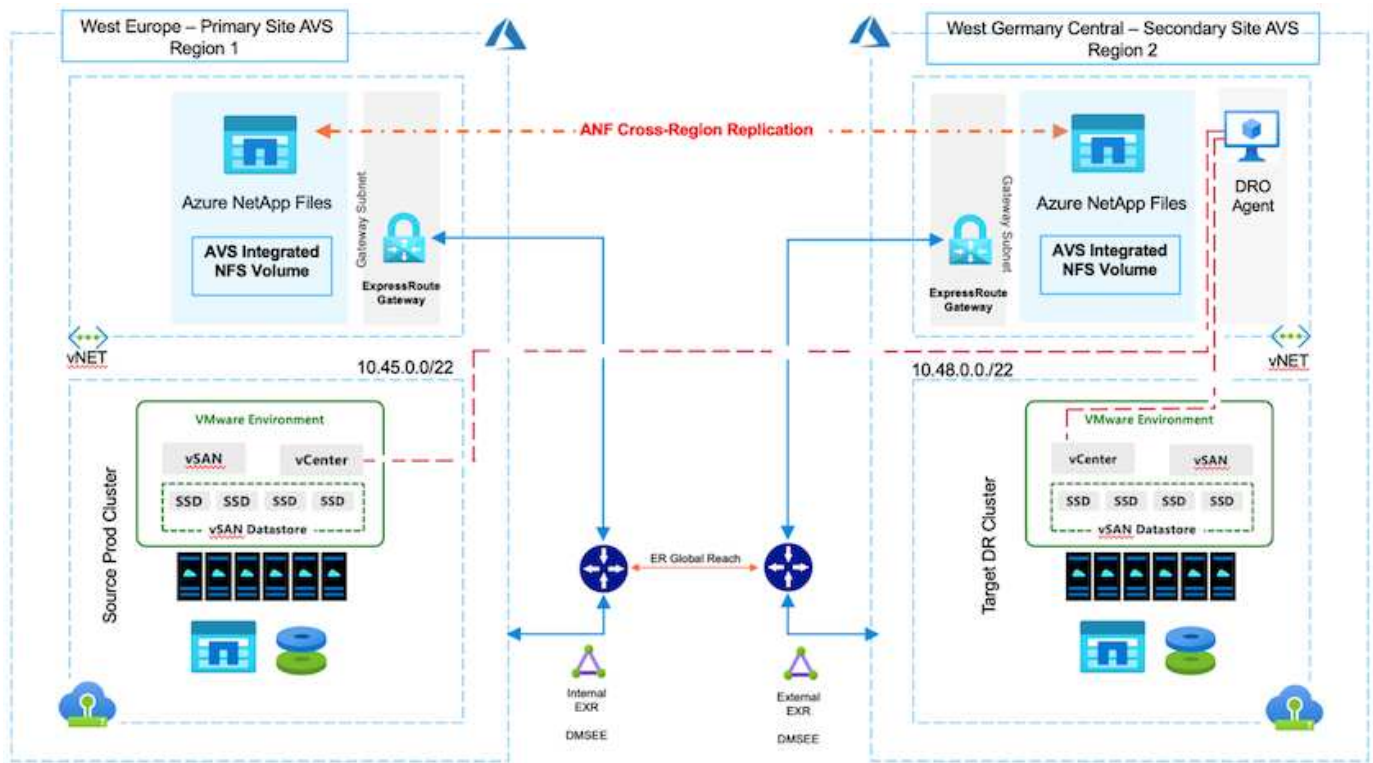 West Europe – Primary Site AVS
Region 1
West Germany Central – Secondary Site AVS
Region 2
ANF Cross-Region Replication
Azure NetApp Files
AVS Integrated
NFS Volume
Gateway Subnet
ExpressRoute
Gateway
vNET
10.45.0.0/22
Gateway Subnet
ExpressRoute
Gateway
Azure NetApp Files
AVS Integrated
NFS Volume
DRO
Agent
vNET
10.48.0.0./22
Source Prod Cluster
VMware Environment
vSAN
vCenter
SSD SSD SSD SSD
vSAN Datastore
ER Global Reach
Internal
EXR
DMSEE
External
EXR
DMSEE
Target DR Cluster
VMware Environment
vCenter
vSAN
SSD SSD SSD SSD
vSAN Datastore